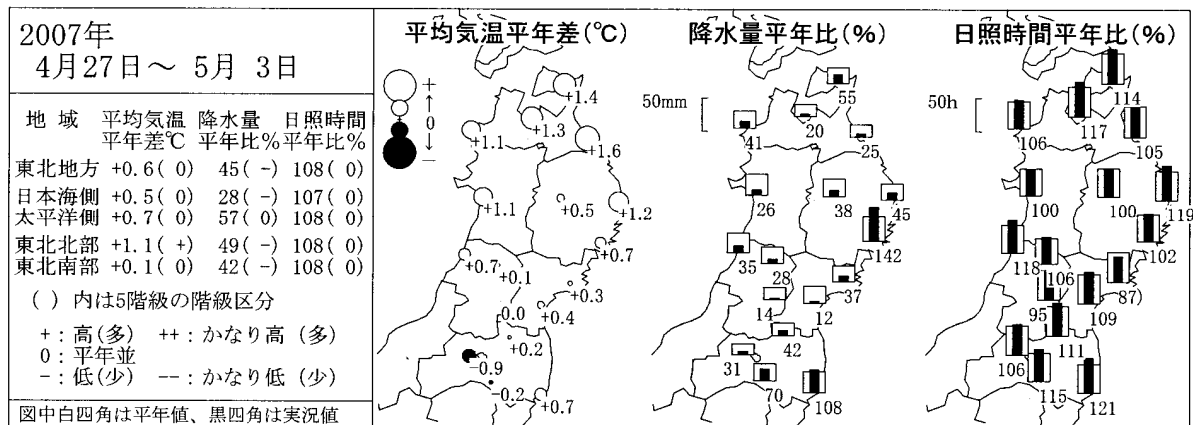 2007年
4月27日～ 5月 3日
地 域 平均気温 降水量 日照時間
平年差℃ 平年比% 平年比%
東北地方 +0.6( 0) 45( -) 108( 0)
日本海側 +0.5( 0) 28( -) 107( 0)
太平洋側 +0.7( 0) 57( 0) 108( 0)
東北北部 +1.1( +) 49( -) 108( 0)
東北南部 +0.1( 0) 42( -) 108( 0)
( ) 内は5階級の階級区分
+ : 高(多) ++ : かなり高 (多)
0 : 平年並
- : 低(少) -- : かなり低 (少)
図中白四角は平年値、黒四角は実況値
平均気温平年差(℃)
+
↑
0
↓
-
+1.4
+1.3
+1.1
+1.6
+1.1
+0.5
+1.2
+0.7
+0.7
+0.1
+0.3
0.0
+0.4
+0.2
-0.9
-0.2
+0.7
降水量平年比(%)
50mm
55
20
41
25
26
38
45
142
35
28
37
14
12
42
31
70
108
日照時間平年比(%)
50h
114
117
106
105
100
100
119
102
118
106
87)
95
109
111
106
115
121